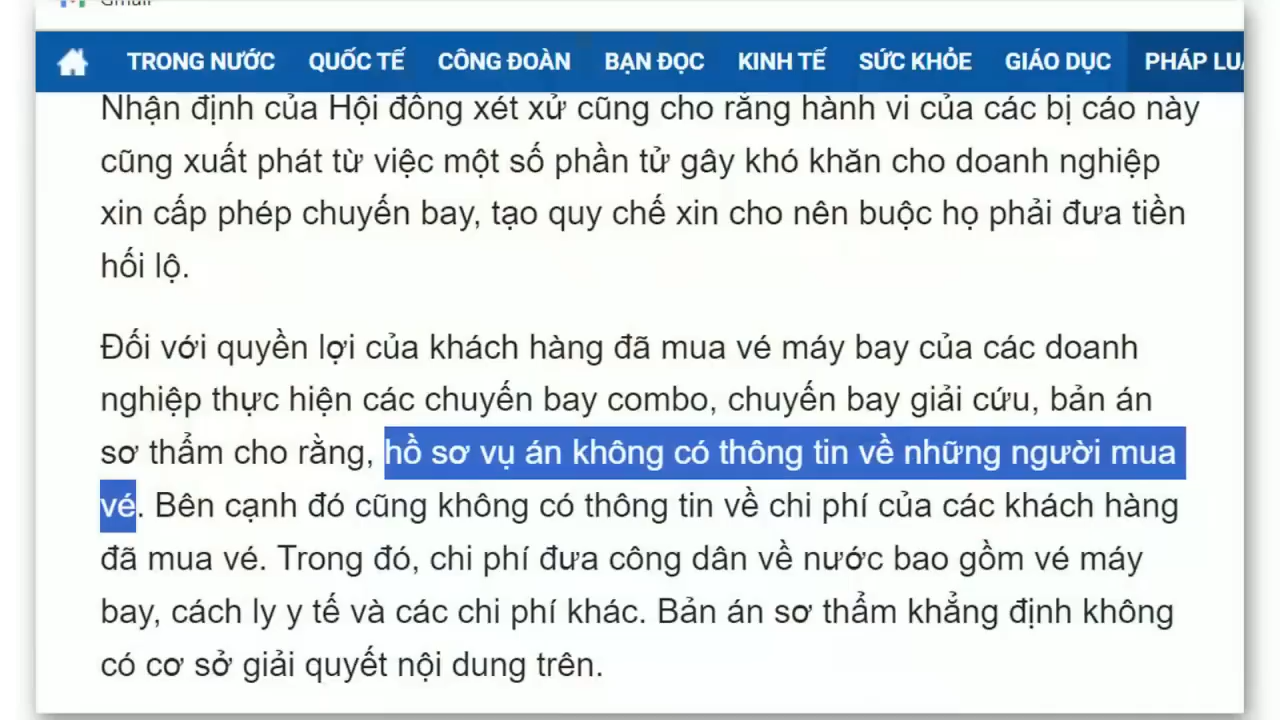 Gmail
TRONG NƯỚC QUỐC TẾ CÔNG ĐOÀN BẠN ĐỌC KINH TẾ SỨC KHỎE GIÁO DỤC PHÁP LUẬ
Nhận định của Hội đồng xét xử cũng cho rằng hành vi của các bị cáo này
cũng xuất phát từ việc một số phần tử gây khó khăn cho doanh nghiệp
xin cấp phép chuyến bay, tạo quy chế xin cho nên buộc họ phải đưa tiền
hối lộ.
Đối với quyền lợi của khách hàng đã mua vé máy bay của các doanh
nghiệp thực hiện các chuyến bay combo, chuyến bay giải cứu, bản án
sơ thẩm cho rằng, hồ sơ vụ án không có thông tin về những người mua
vé. Bên cạnh đó cũng không có thông tin về chi phí của các khách hàng
đã mua vé. Trong đó, chi phí đưa công dân về nước bao gồm vé máy
bay, cách ly y tế và các chi phí khác. Bản án sơ thẩm khẳng định không
có cơ sở giải quyết nội dung trên.